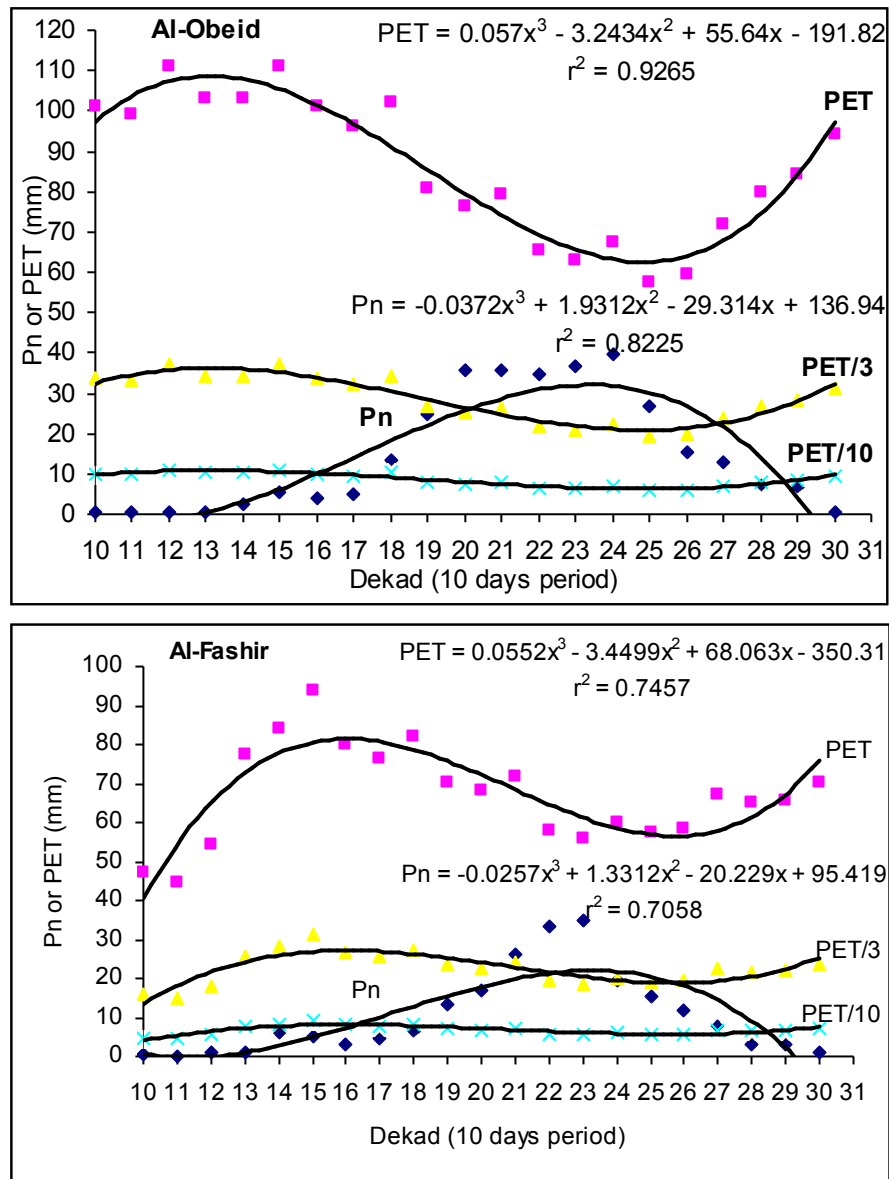 Al-Obeid
PET = 0.057x³ - 3.2434x² + 55.64x - 191.82
r² = 0.9265
PET
Pn = -0.0372x³ + 1.9312x² - 29.314x + 136.94
r² = 0.8225
PET/3
Pn
PET/10
Pn or PET (mm)
120
110
100
90
80
70
60
50
40
30
20
10
0
10 11 12 13 14 15 16 17 18 19 20 21 22 23 24 25 26 27 28 29 30 31
Dekad (10 days period)
Al-Fashir
PET = 0.0552x³ - 3.4499x² + 68.063x - 350.31
r² = 0.7457
PET
Pn = -0.0257x³ + 1.3312x² - 20.229x + 95.419
r² = 0.7058
PET/3
Pn
PET/10
Pn or PET (mm)
100
90
80
70
60
50
40
30
20
10
0
10 11 12 13 14 15 16 17 18 19 20 21 22 23 24 25 26 27 28 29 30 31
Dekad (10 days period)